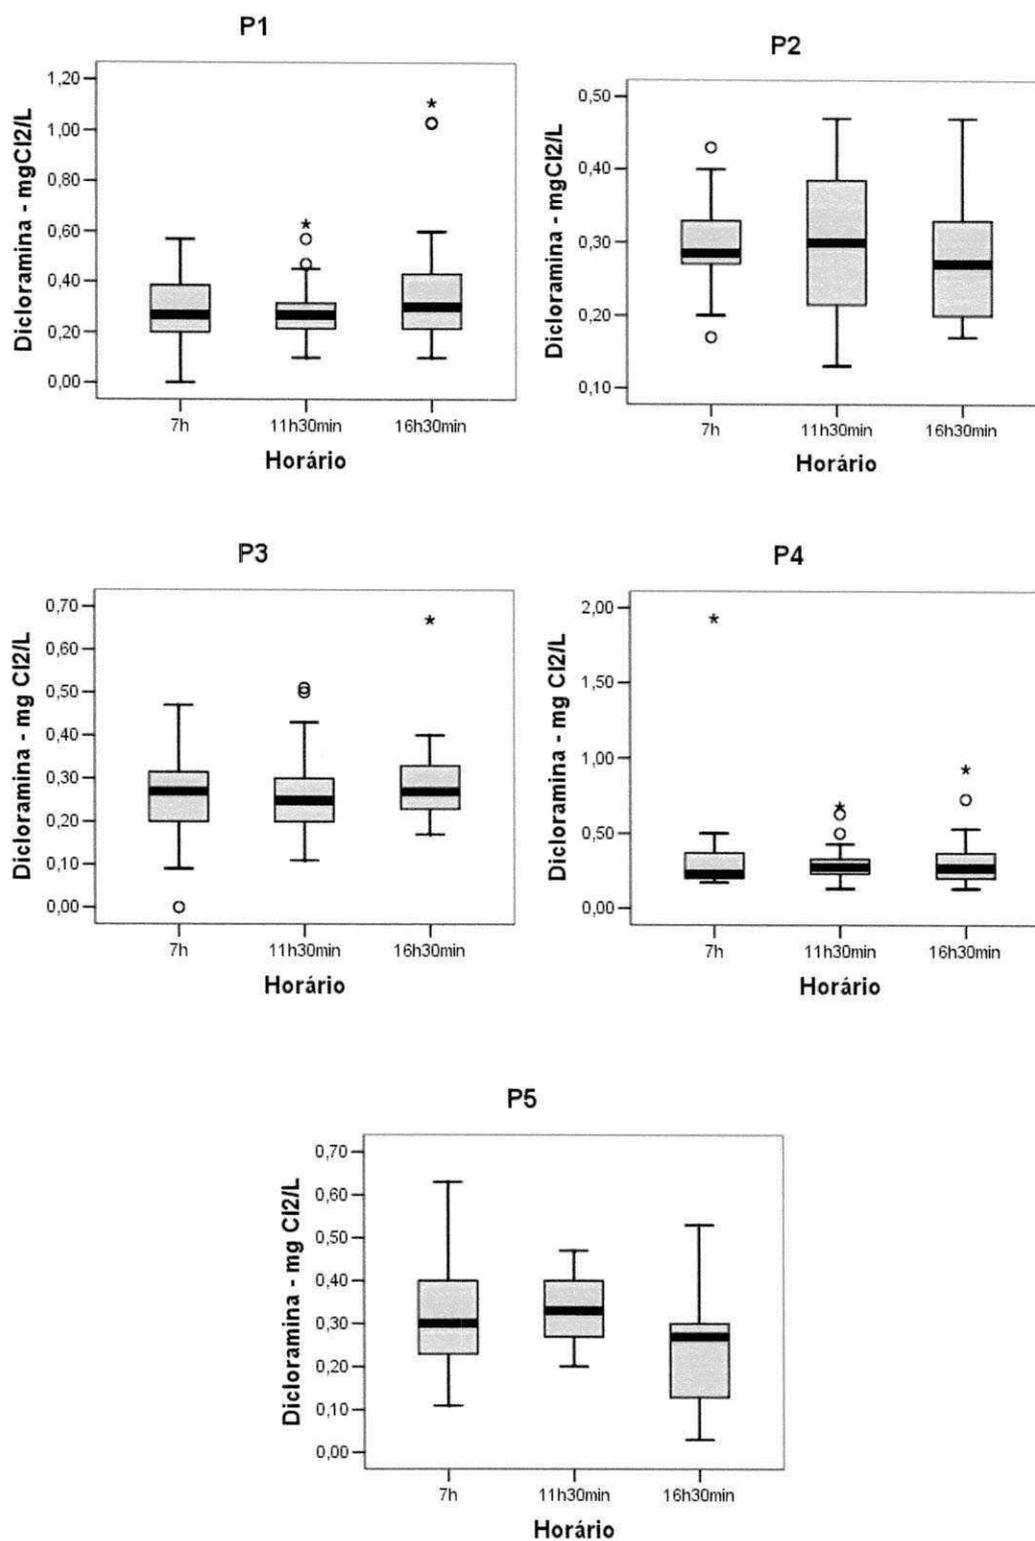 P1
Dicloramina - mgCl2/L
1,20
1,00
0,80
0,60
0,40
0,20
0,00
7h
11h30min
16h30min
Horário
P2
Dicloramina - mgCl2/L
0,50
0,40
0,30
0,20
0,10
7h
11h30min
16h30min
Horário
P3
Dicloramina - mg Cl2/L
0,70
0,60
0,50
0,40
0,30
0,20
0,10
0,00
7h
11h30min
16h30min
Horário
P4
Dicloramina - mg Cl2/L
2,00
1,50
1,00
0,50
0,00
7h
11h30min
16h30min
Horário
P5
Dicloramina - mg Cl2/L
0,70
0,60
0,50
0,40
0,30
0,20
0,10
0,00
7h
11h30min
16h30min
Horário